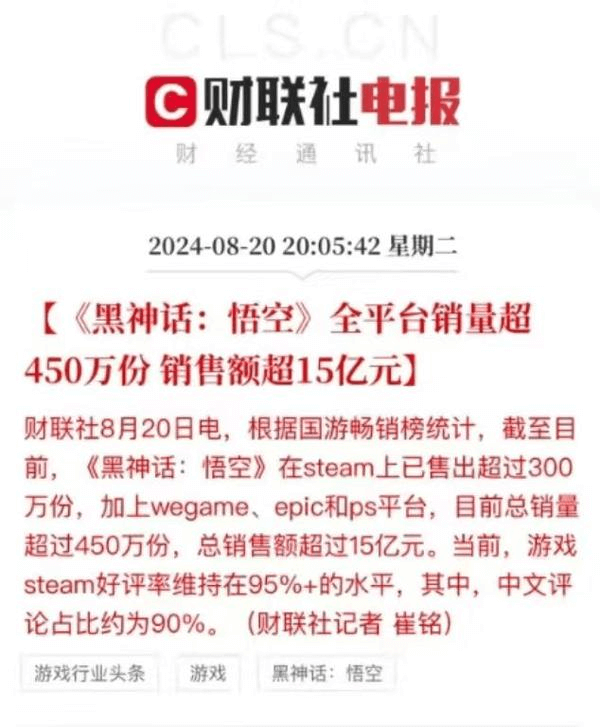 CLS.CN
C 财联社电报
财经通讯社
2024-08-20 20:05:42 星期二
【《黑神话：悟空》全平台销量超
450万份 销售额超15亿元】
财联社8月20日电，根据国游畅销榜统计，截至目
前，《黑神话：悟空》在steam上已售出超过300
万份，加上wegame、epic和ps平台，目前总销量
超过450万份，总销售额超过15亿元。当前，游戏
steam好评率维持在95%+的水平，其中，中文评
论占比约为90%。（财联社记者 崔铭）
游戏行业头条 游戏 黑神话：悟空